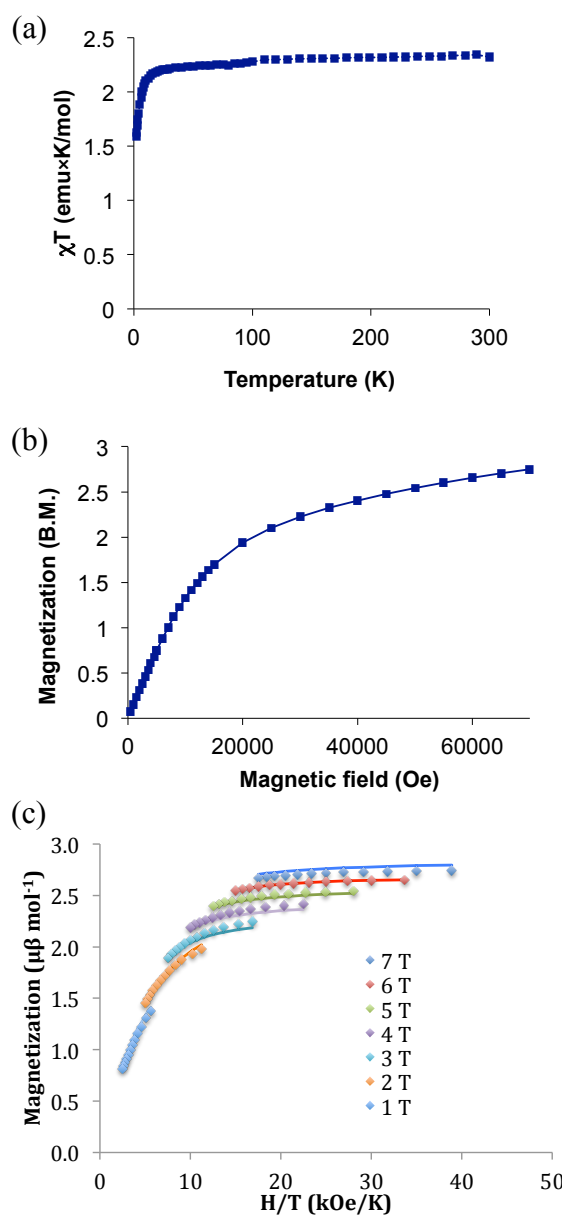 (a)
2.5
2
1.5
1
0.5
0
χT (emu×K/mol)
0 100 200 300
Temperature (K)
(b)
3
2.5
2
1.5
1
0.5
0
Magnetization (B.M.)
0 20000 40000 60000
Magnetic field (Oe)
(c)
3.0
2.5
2.0
1.5
1.0
0.5
0.0
Magnetization (μβ mol⁻¹)
7 T
6 T
5 T
4 T
3 T
2 T
1 T
0 10 20 30 40 50
H/T (kOe/K)